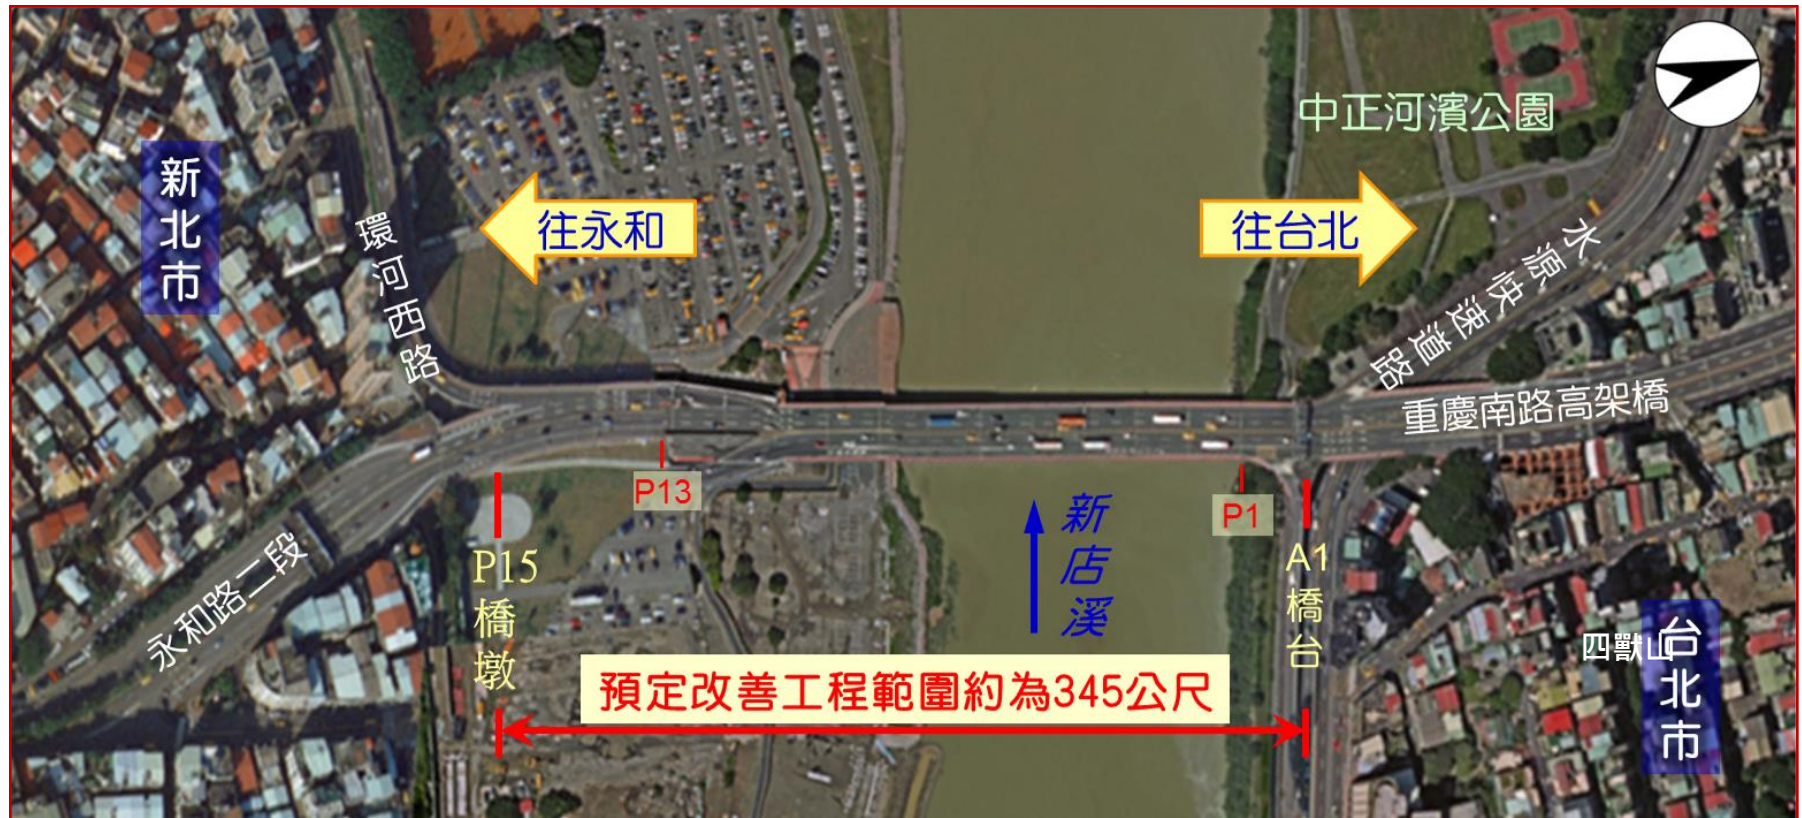 中正河濱公園
新北市
往永和
往台北
環河西路
水源快速道路
重慶南路高架橋
P13
P1
新店溪
P15橋墩
A1橋台
永和路二段
四獸山
台北市
預定改善工程範圍約為345公尺